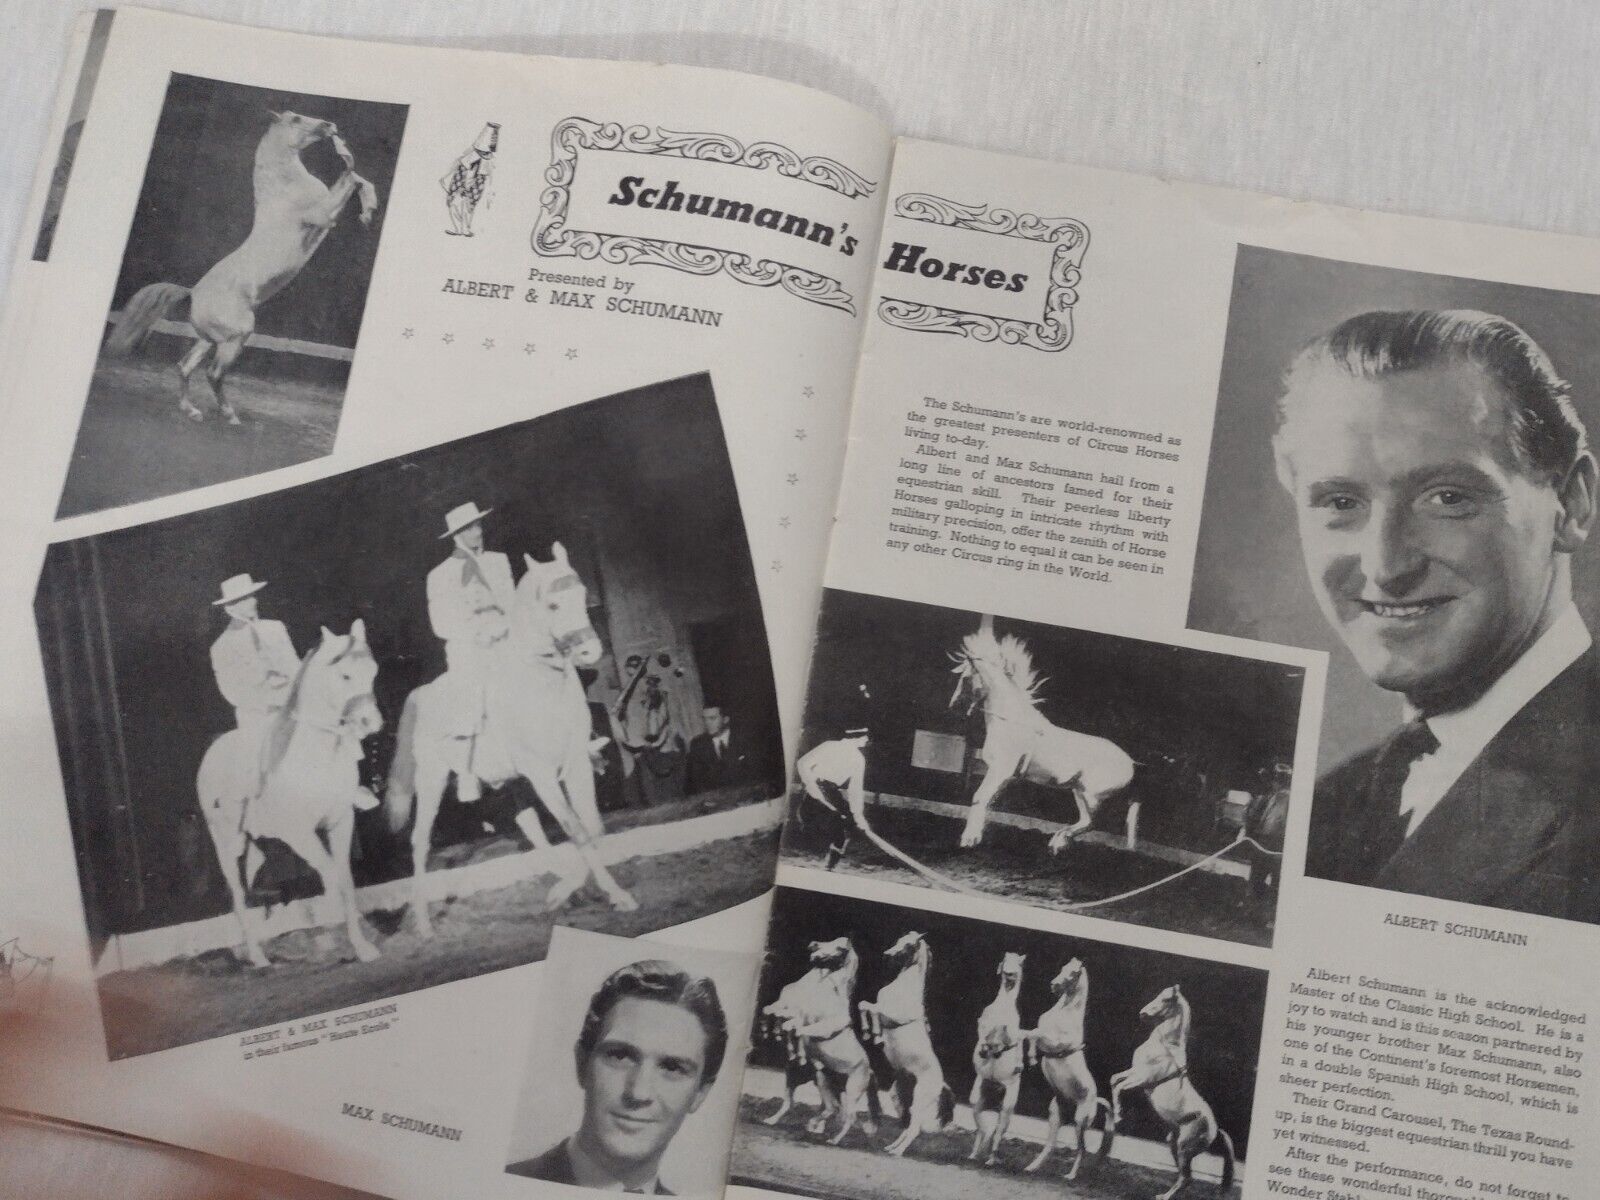 Schumann's Horses
Presented by
ALBERT & MAX SCHUMANN
ALBERT & MAX SCHUMANN
in their famous "Haute Ecole"
MAX SCHUMANN
The Schumann's are world-renowned as
the greatest presenters of Circus Horses
living to-day.
Albert and Max Schumann hail from a
long line of ancestors famed for their
equestrian skill. Their peerless liberty
Horses galloping in intricate rhythm with
military precision, offer the zenith of Horse
training. Nothing to equal it can be seen in
any other Circus ring in the World.
ALBERT SCHUMANN
Albert Schumann is the acknowledged
Master of the Classic High School. He is a
joy to watch and is this season partnered by
his younger brother Max Schumann, also
one of the Continent's foremost Horsemen,
in a double Spanish High School, which is
sheer perfection.
Their Grand Carousel, The Texas Round-
up, is the biggest equestrian thrill you have
yet witnessed.
After the performance, do not forget to
see these wonderful
Wonder